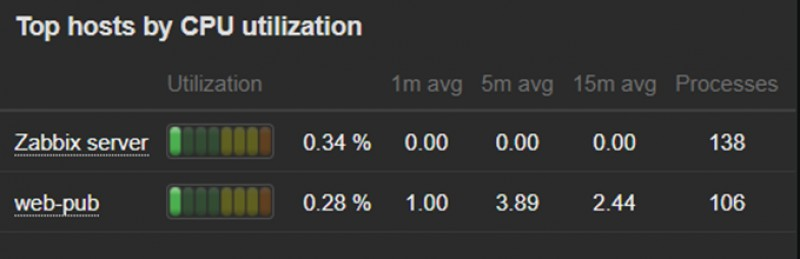 Top hosts by CPU utilization
Utilization 1m avg 5m avg 15m avg Processes
Zabbix server 0.34 % 0.00 0.00 0.00 138
web-pub 0.28 % 1.00 3.89 2.44 106